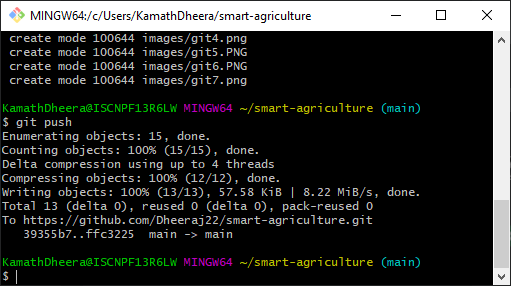 MINGW64:/c/Users/KamathDheera/smart-agriculture
create mode 100644 images/git4.png
create mode 100644 images/git5.PNG
create mode 100644 images/git6.PNG
create mode 100644 images/git7.png
KamathDheera@ISCNPF13R6LW MINGW64 ~/smart-agriculture (main)
$ git push
Enumerating objects: 15, done.
Counting objects: 100% (15/15), done.
Delta compression using up to 4 threads
Compressing objects: 100% (12/12), done.
Writing objects: 100% (13/13), 57.58 KiB | 8.22 MiB/s, done.
Total 13 (delta 0), reused 0 (delta 0), pack-reused 0
To https://github.com/Dheeraj22/smart-agriculture.git
39355b7..ffc3225  main -> main
KamathDheera@ISCNPF13R6LW MINGW64 ~/smart-agriculture (main)
$